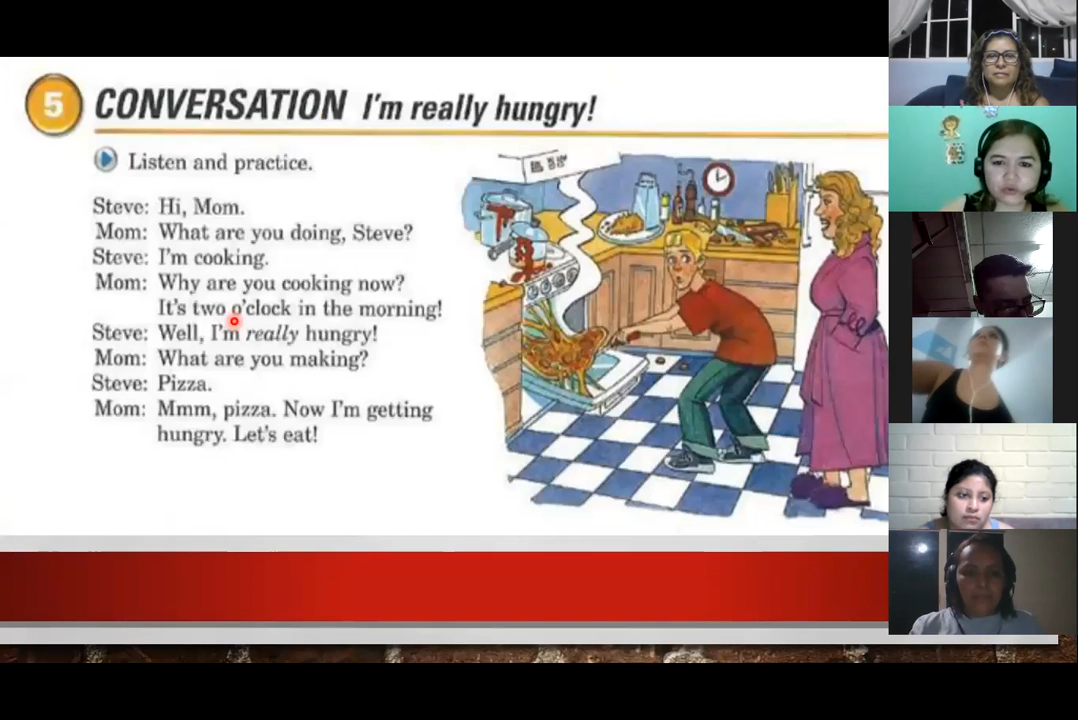 5 CONVERSATION I'm really hungry!
Listen and practice.
Steve: Hi, Mom.
Mom: What are you doing, Steve?
Steve: I'm cooking.
Mom: Why are you cooking now?
It's two o'clock in the morning!
Steve: Well, I'm really hungry!
Mom: What are you making?
Steve: Pizza.
Mom: Mmm, pizza. Now I'm getting
hungry. Let's eat!